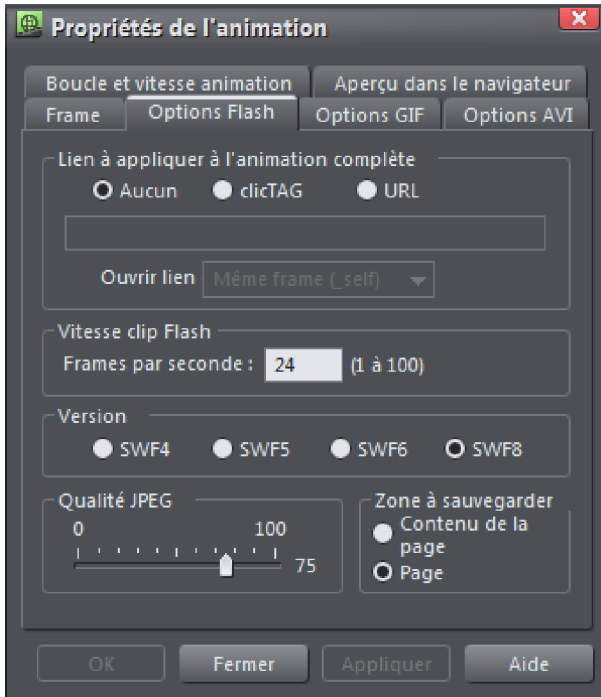 Propriétés de l'animation
Boucle et vitesse animation Aperçu dans le navigateur
Frame Options Flash Options GIF Options AVI
Lien à appliquer à l'animation complète
Aucun clicTAG URL
Ouvrir lien Même frame (_self)
Vitesse clip Flash
Frames par seconde : 24 (1 à 100)
Version
SWF4 SWF5 SWF6 SWF8
Qualité JPEG
0 100
75
Zone à sauvegarder
Contenu de la
page
Page
OK Fermer Appliquer Aide